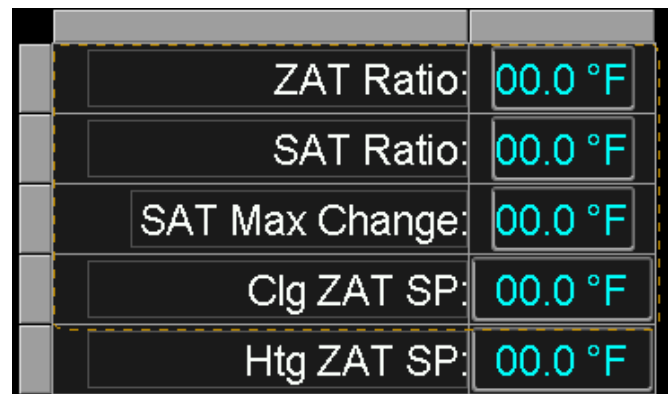 ZAT Ratio: 00.0 °F
SAT Ratio: 00.0 °F
SAT Max Change: 00.0 °F
Clg ZAT SP: 00.0 °F
Htg ZAT SP: 00.0 °F